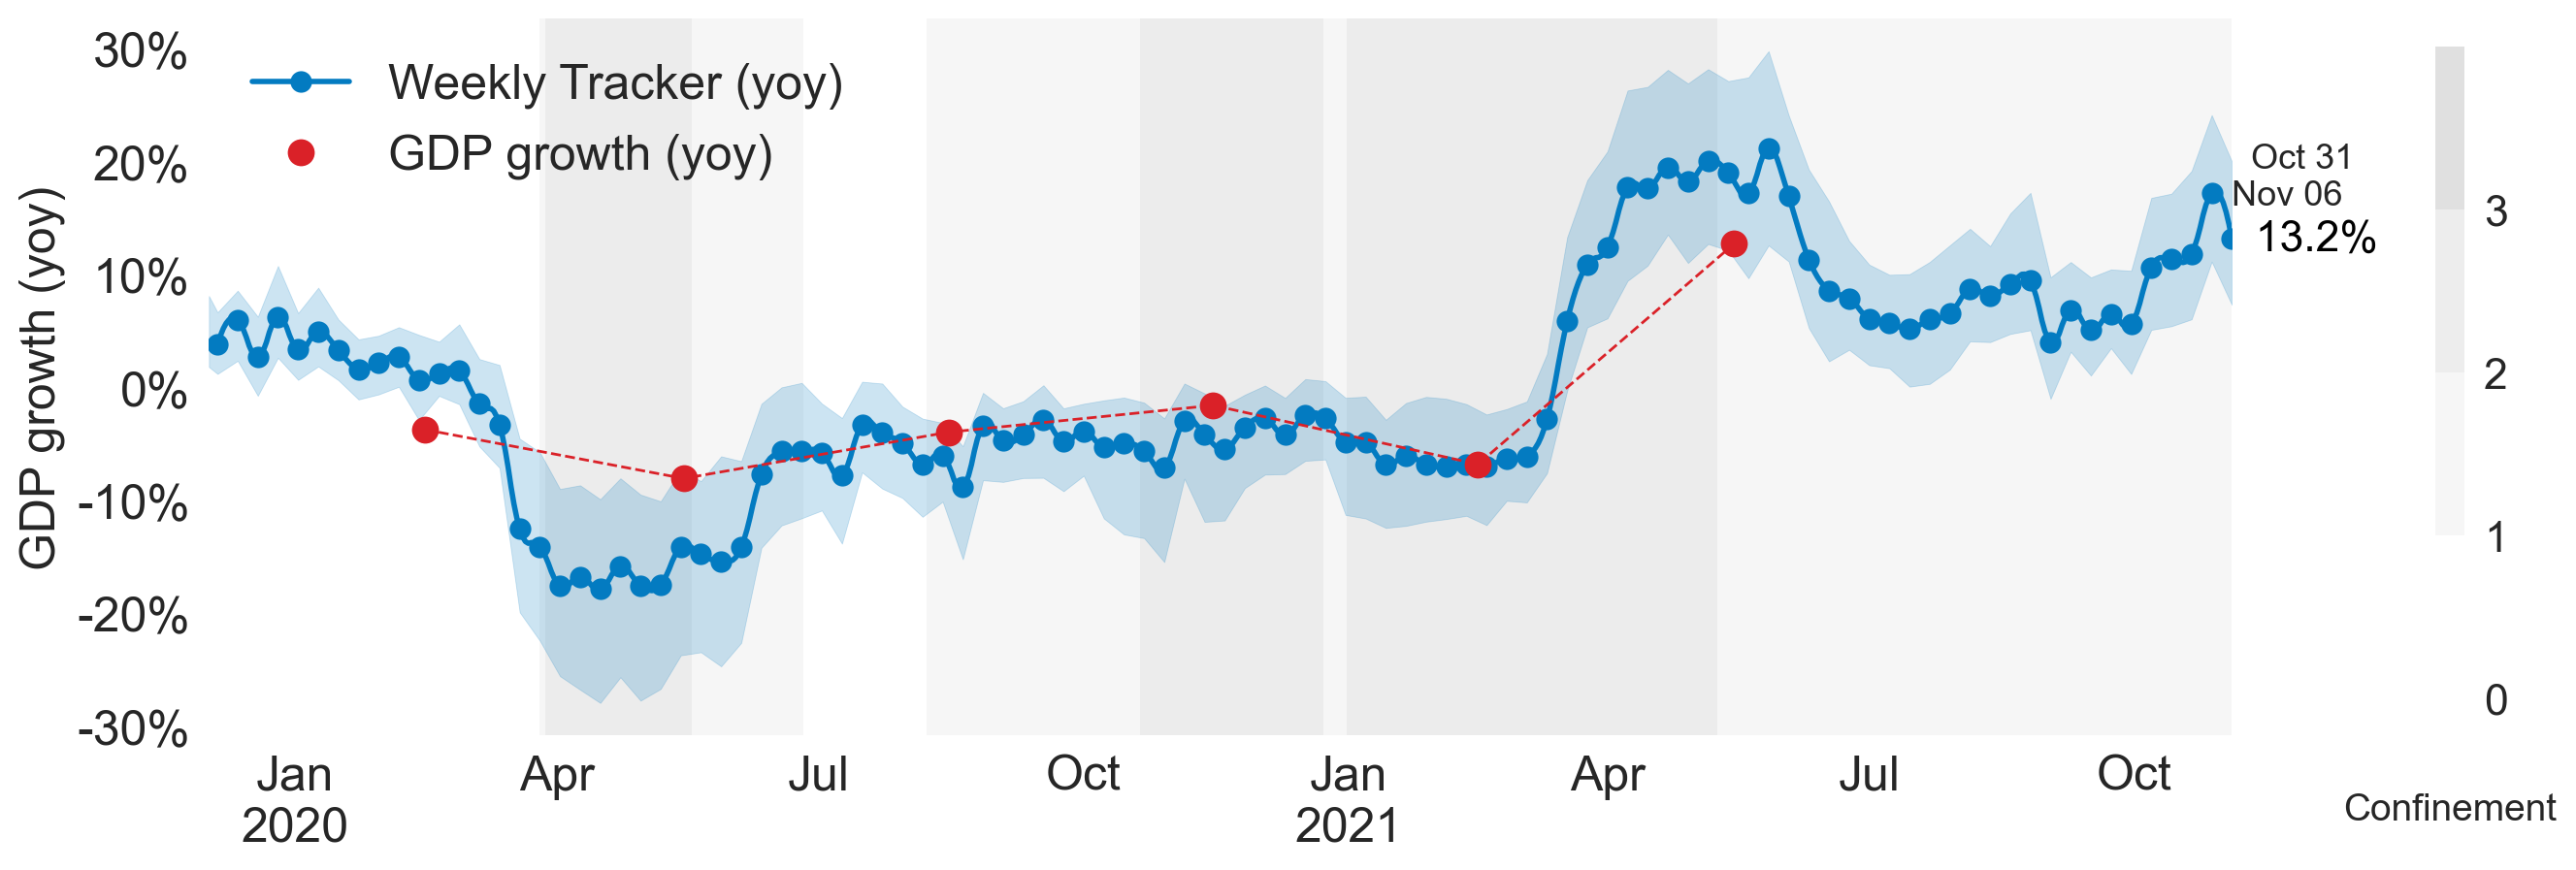 30%
20%
10%
0%
-10%
-20%
-30%
GDP growth (yoy)
Weekly Tracker (yoy)
GDP growth (yoy)
Oct 31
Nov 06
13.2%
3
2
1
0
Confinement
Jan Apr Jul Oct Jan Apr Jul Oct
2020 2021